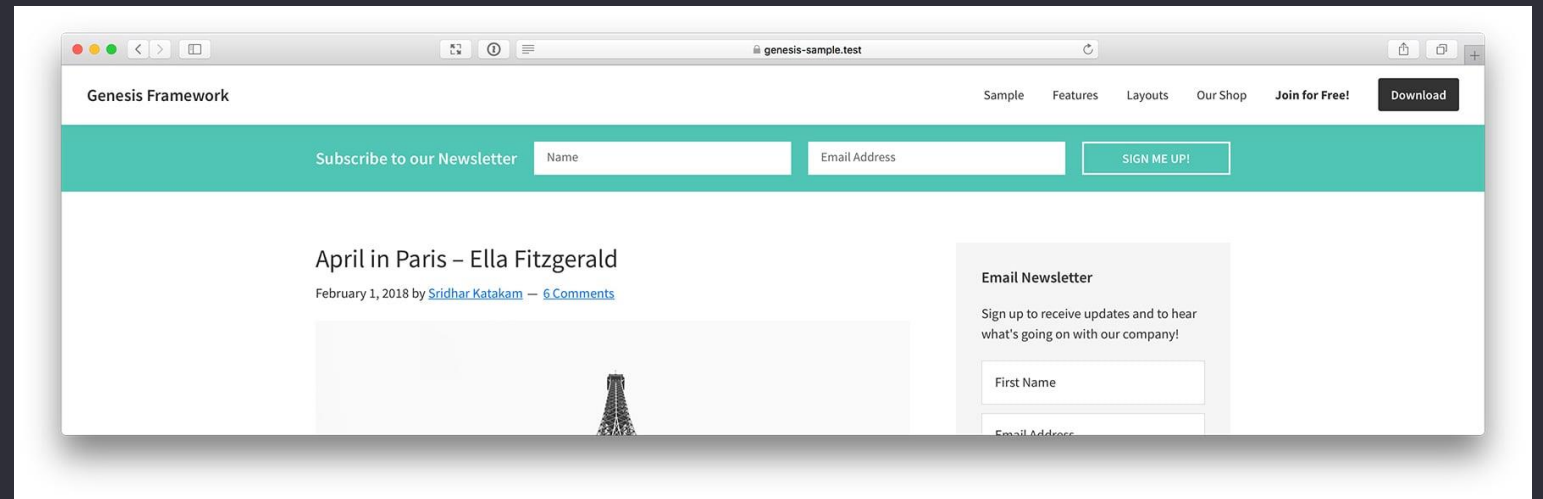 genesis-sample.test
Genesis Framework
Sample Features Layouts Our Shop Join for Free! Download
Subscribe to our Newsletter Name Email Address SIGN ME UP!
April in Paris – Ella Fitzgerald
February 1, 2018 by Sridhar Katakam — 6 Comments
Email Newsletter
Sign up to receive updates and to hear
what's going on with our company!
First Name
Email Address